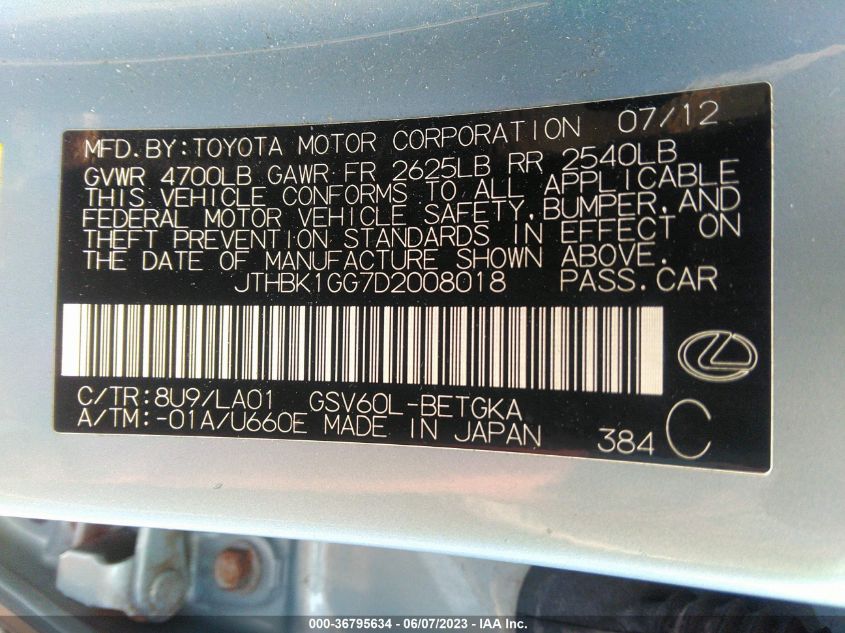 MFD.BY:TOYOTA MOTOR CORPORATION 07/12
GVWR 4700LB GAWR FR 2625LB RR 2540LB
THIS VEHICLE CONFORMS TO ALL APPLICABLE
FEDERAL MOTOR VEHICLE SAFETY,BUMPER,AND
THEFT PREVENTION STANDARDS IN EFFECT ON
THE DATE OF MANUFACTURE SHOWN ABOVE.
JTHBK1GG7D2008018 PASS.CAR
C/TR:8U9/LA01 GSV60L-BETGKA
A/TM:-01A/U660E MADE IN JAPAN 384 C
000-36795634 - 06/07/2023 - IAA Inc.